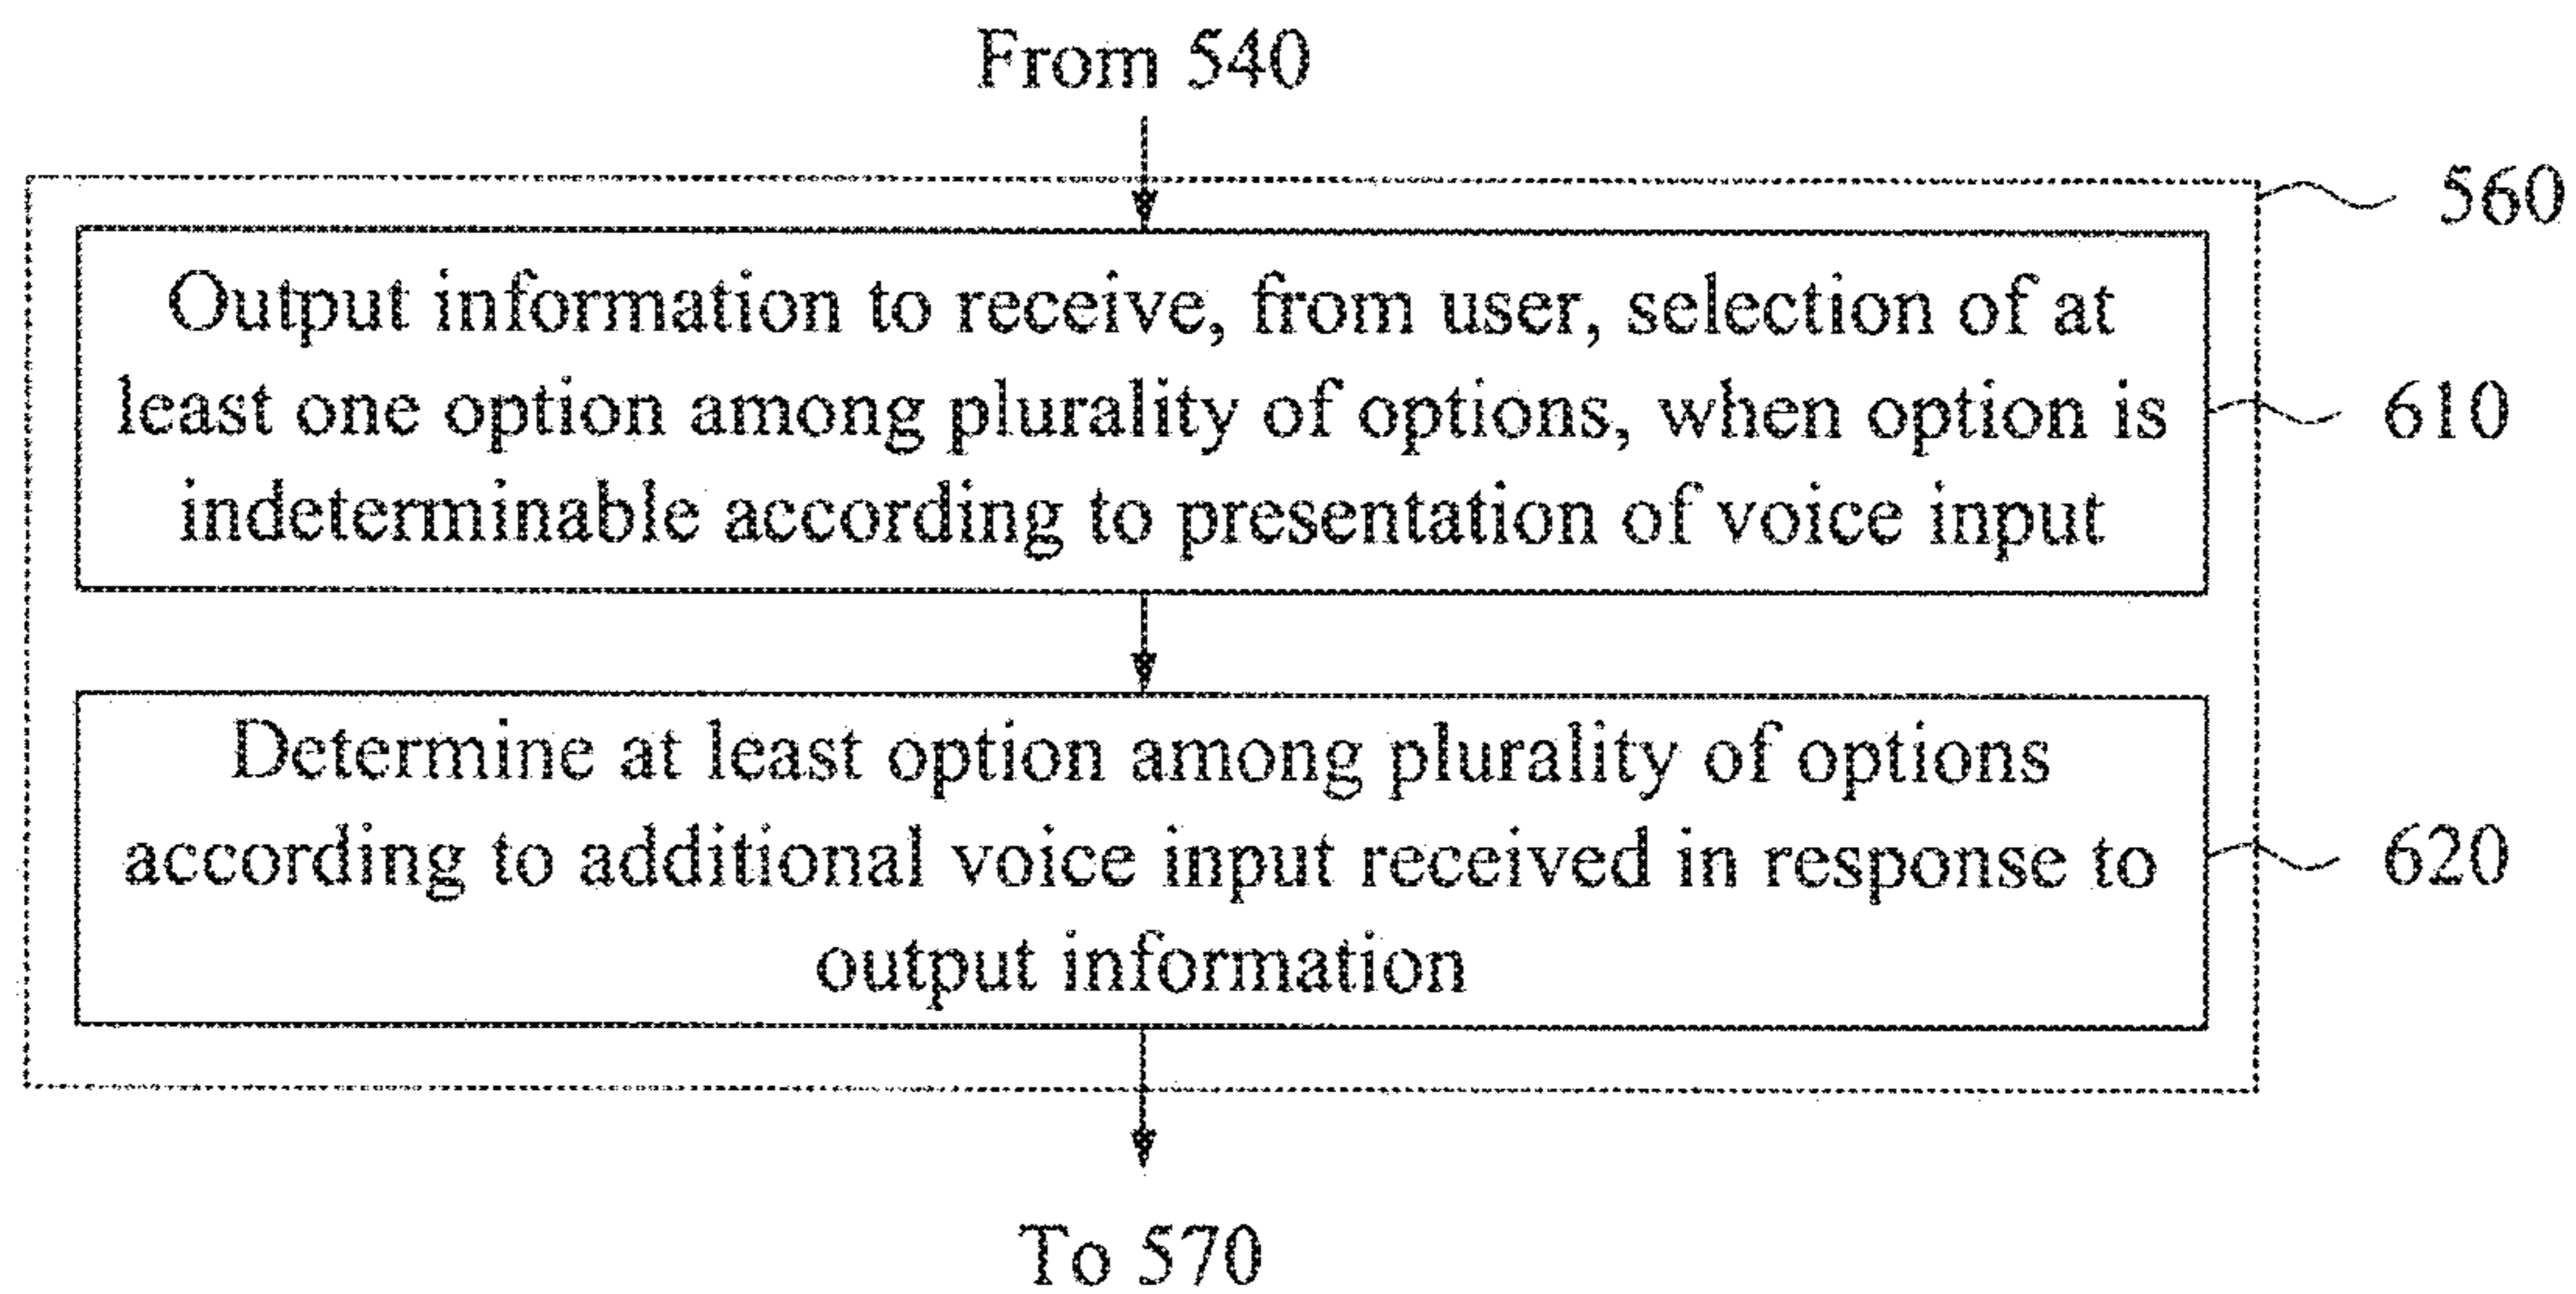 From 540
560
Output information to receive, from user, selection of at
least one option among plurality of options, when option is
610
indeterminable according to presentation of voice input
Determine at least option among plurality of options
according to additional voice input received in response to
620
output information
To 570